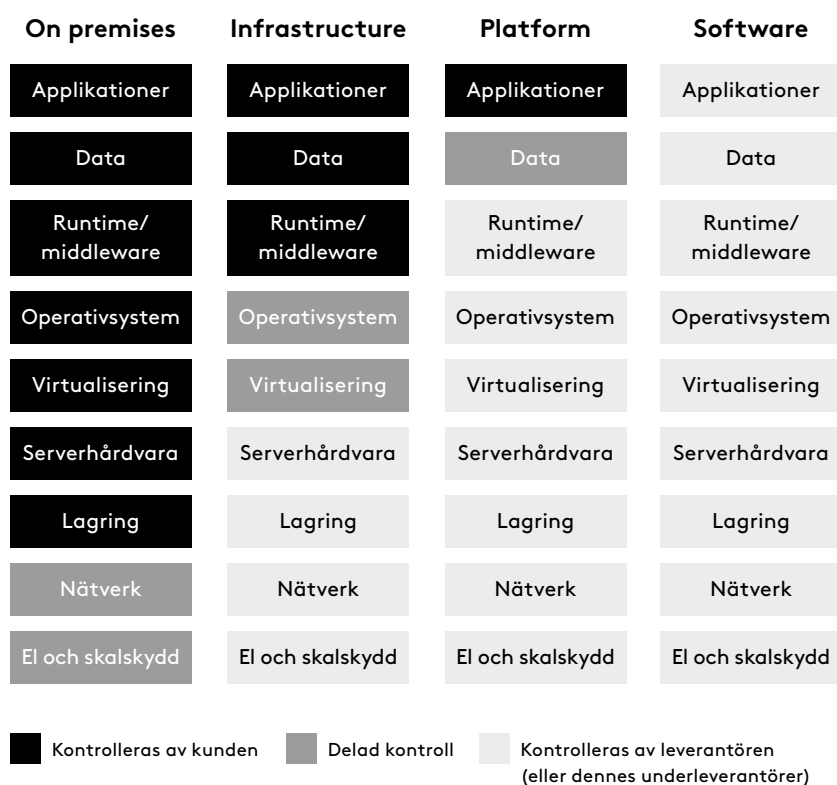 On premises
Infrastructure
Platform
Software
Applikationer
Applikationer
Applikationer
Applikationer
Data
Data
Data
Data
Runtime/
middleware
Runtime/
middleware
Runtime/
middleware
Runtime/
middleware
Operativsystem
Operativsystem
Operativsystem
Operativsystem
Virtualisering
Virtualisering
Virtualisering
Virtualisering
Serverhårdvara
Serverhårdvara
Serverhårdvara
Serverhårdvara
Lagring
Lagring
Lagring
Lagring
Nätverk
Nätverk
Nätverk
Nätverk
El och skalskydd
El och skalskydd
El och skalskydd
El och skalskydd
Kontrolleras av kunden
Delad kontroll
Kontrolleras av leverantören
(eller dennes underleverantörer)